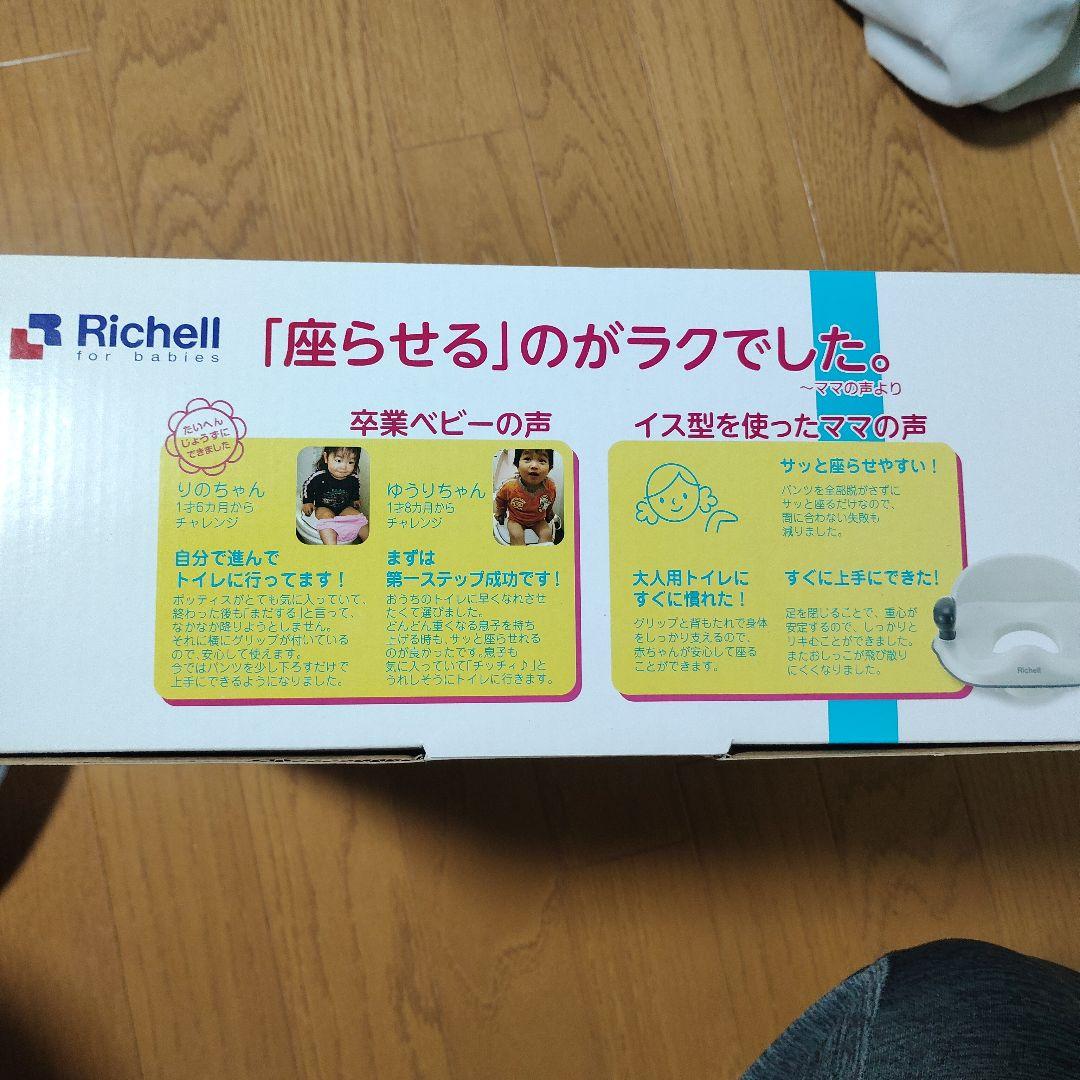 Richell
for babies
「座らせる」のがラクでした。
〜ママの声より
たいへん
じょうずに
できました
卒業ベビーの声
りのちゃん
1才6カ月から
チャレンジ
自分で進んで
トイレに行ってます！
ポッティスがとても気に入っていて、
終わった後も「まだする」と言って、
なかなか降りようとしません。
それに横にグリップが付いている
ので、安心して使えます。
今ではパンツを少し下ろすだけで
上手にできるようになりました。
ゆうりちゃん
1才8カ月から
チャレンジ
まずは
第一ステップ成功です！
おうちのトイレに早くなれさせ
たくて選びました。
どんどん重くなる息子を持ち
上げる時も、サッと座らせれる
のが良かったです。息子も
気に入っていて「チッチィ♪」と
うれしそうにトイレに行きます。
イス型を使ったママの声
サッと座らせやすい！
パンツを全部脱がさずに
サッと座るだけなので、
間に合わない失敗も
減りました。
大人用トイレに
すぐに慣れた！
グリップと背もたれで身体
をしっかり支えるので、
赤ちゃんが安心して座る
ことができます。
すぐに上手にできた！
足を閉じることで、重心が
安定するので、しっかりと
リキむことができました。
またおしっこが飛び散り
にくくなりました。
Richell